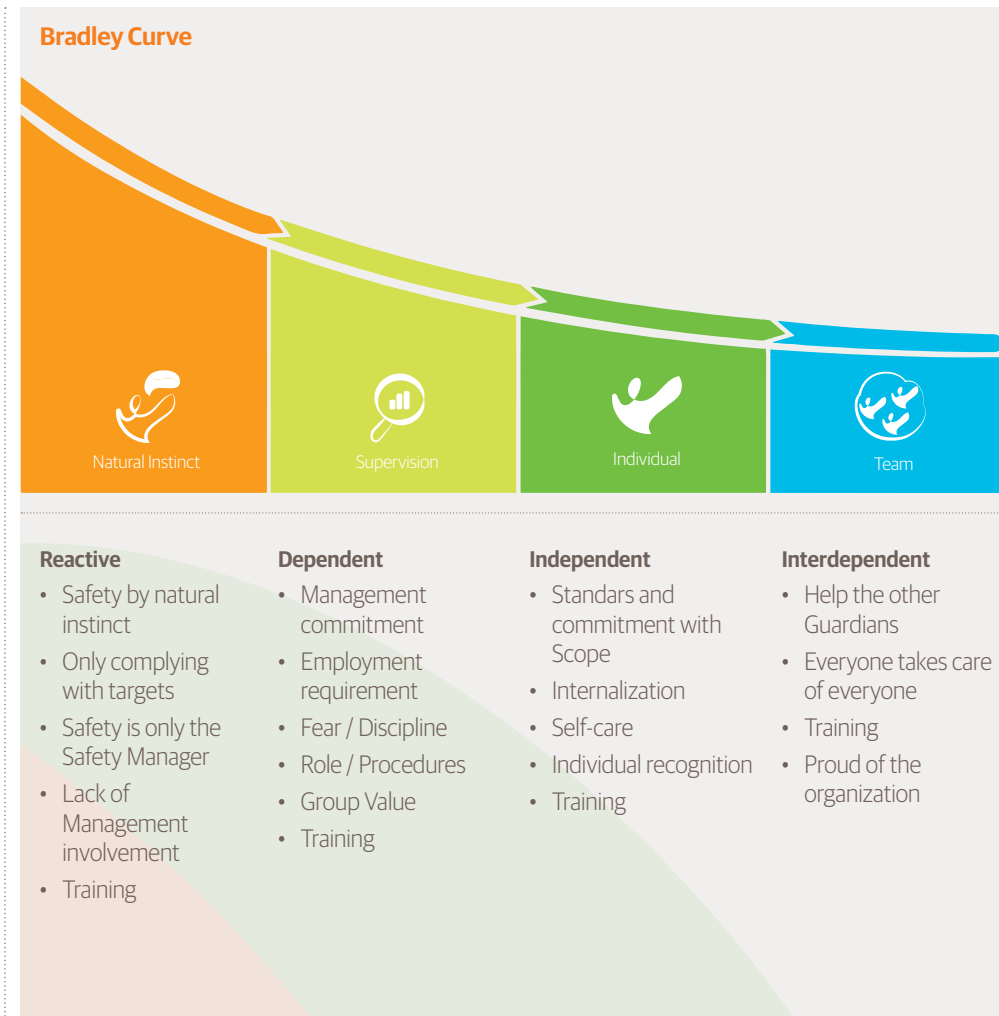 Bradley Curve
Natural Instinct
Supervision
Individual
Team
Reactive
• Safety by natural
instinct
• Only complying
with targets
• Safety is only the
Safety Manager
• Lack of
Management
involvement
• Training
Dependent
• Management
commitment
• Employment
requirement
• Fear / Discipline
• Role / Procedures
• Group Value
• Training
Independent
• Standars and
commitment with
Scope
• Internalization
• Self-care
• Individual recognition
• Training
Interdependent
• Help the other
Guardians
• Everyone takes care
of everyone
• Training
• Proud of the
organization